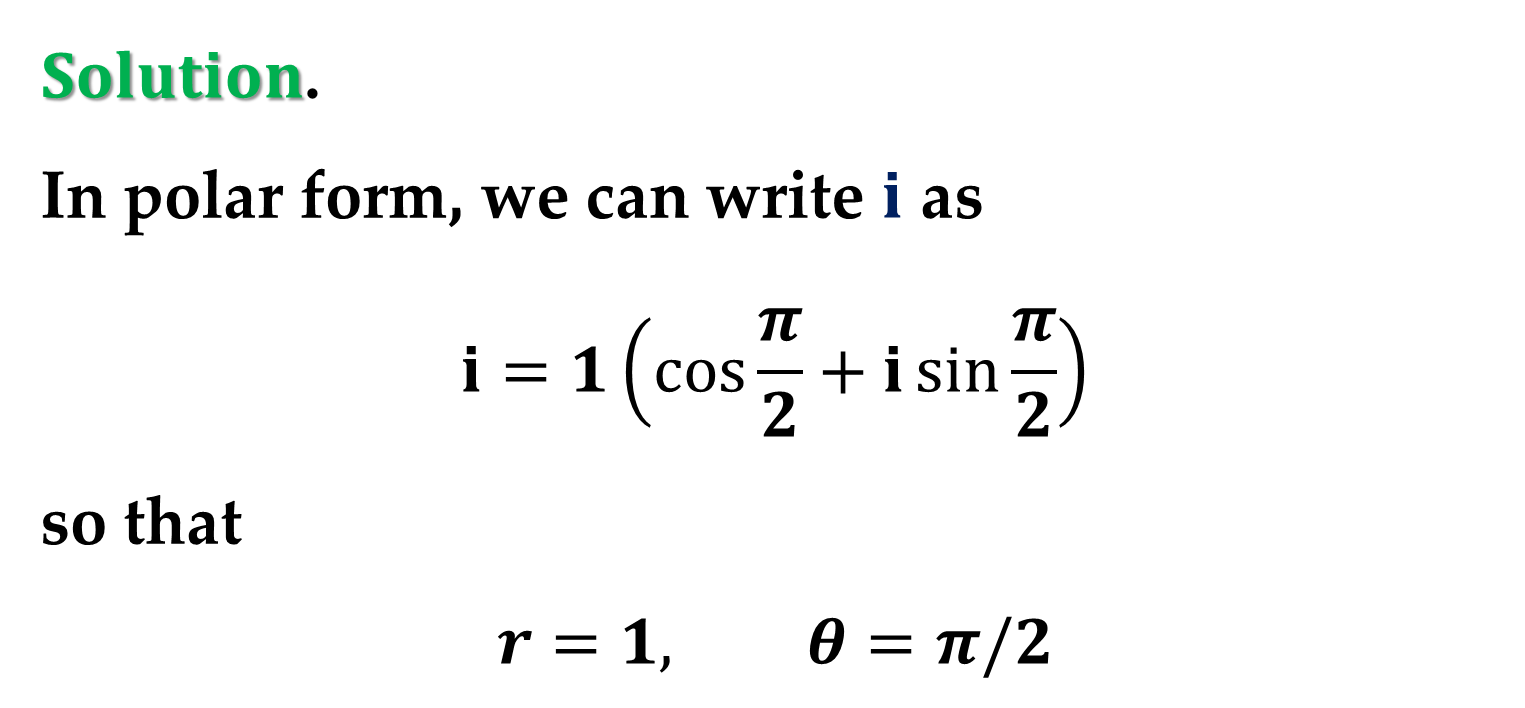 Solution.
In polar form, we can write i as
i = 1 (cos π/2 + i sin π/2)
so that
r = 1, θ = π/2